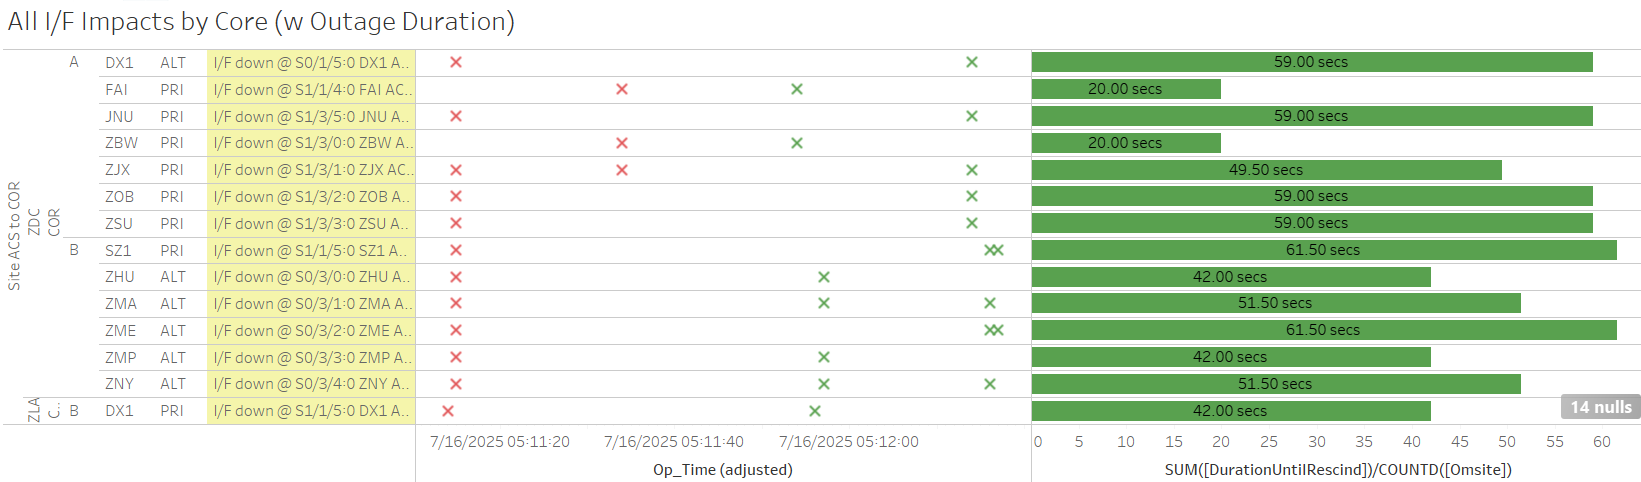 All I/F Impacts by Core (w Outage Duration)
Site ACS to COR
ZDC
COR
A DX1 ALT I/F down @ S0/1/5:0 DX1 A.. 59.00 secs
FAI PRI I/F down @ S1/1/4:0 FAI AC.. 20.00 secs
JNU PRI I/F down @ S1/3/5:0 JNU A.. 59.00 secs
ZBW PRI I/F down @ S1/3/0:0 ZBW A.. 20.00 secs
ZJX PRI I/F down @ S1/3/1:0 ZJX AC.. 49.50 secs
ZOB PRI I/F down @ S1/3/2:0 ZOB A.. 59.00 secs
ZSU PRI I/F down @ S1/3/3:0 ZSU A.. 59.00 secs
B SZ1 PRI I/F down @ S1/1/5:0 SZ1 A.. 61.50 secs
ZHU ALT I/F down @ S0/3/0:0 ZHU A.. 42.00 secs
ZMA ALT I/F down @ S0/3/1:0 ZMA A.. 51.50 secs
ZME ALT I/F down @ S0/3/2:0 ZME A.. 61.50 secs
ZMP ALT I/F down @ S0/3/3:0 ZMP A.. 42.00 secs
ZNY ALT I/F down @ S0/3/4:0 ZNY A.. 51.50 secs
ZLA
C..
B DX1 PRI I/F down @ S1/1/5:0 DX1 A.. 42.00 secs
14 nulls
7/16/2025 05:11:20 7/16/2025 05:11:40 7/16/2025 05:12:00 0 5 10 15 20 25 30 35 40 45 50 55 60
Op_Time (adjusted) SUM([DurationUntilRescind])/COUNTD([Omsite])